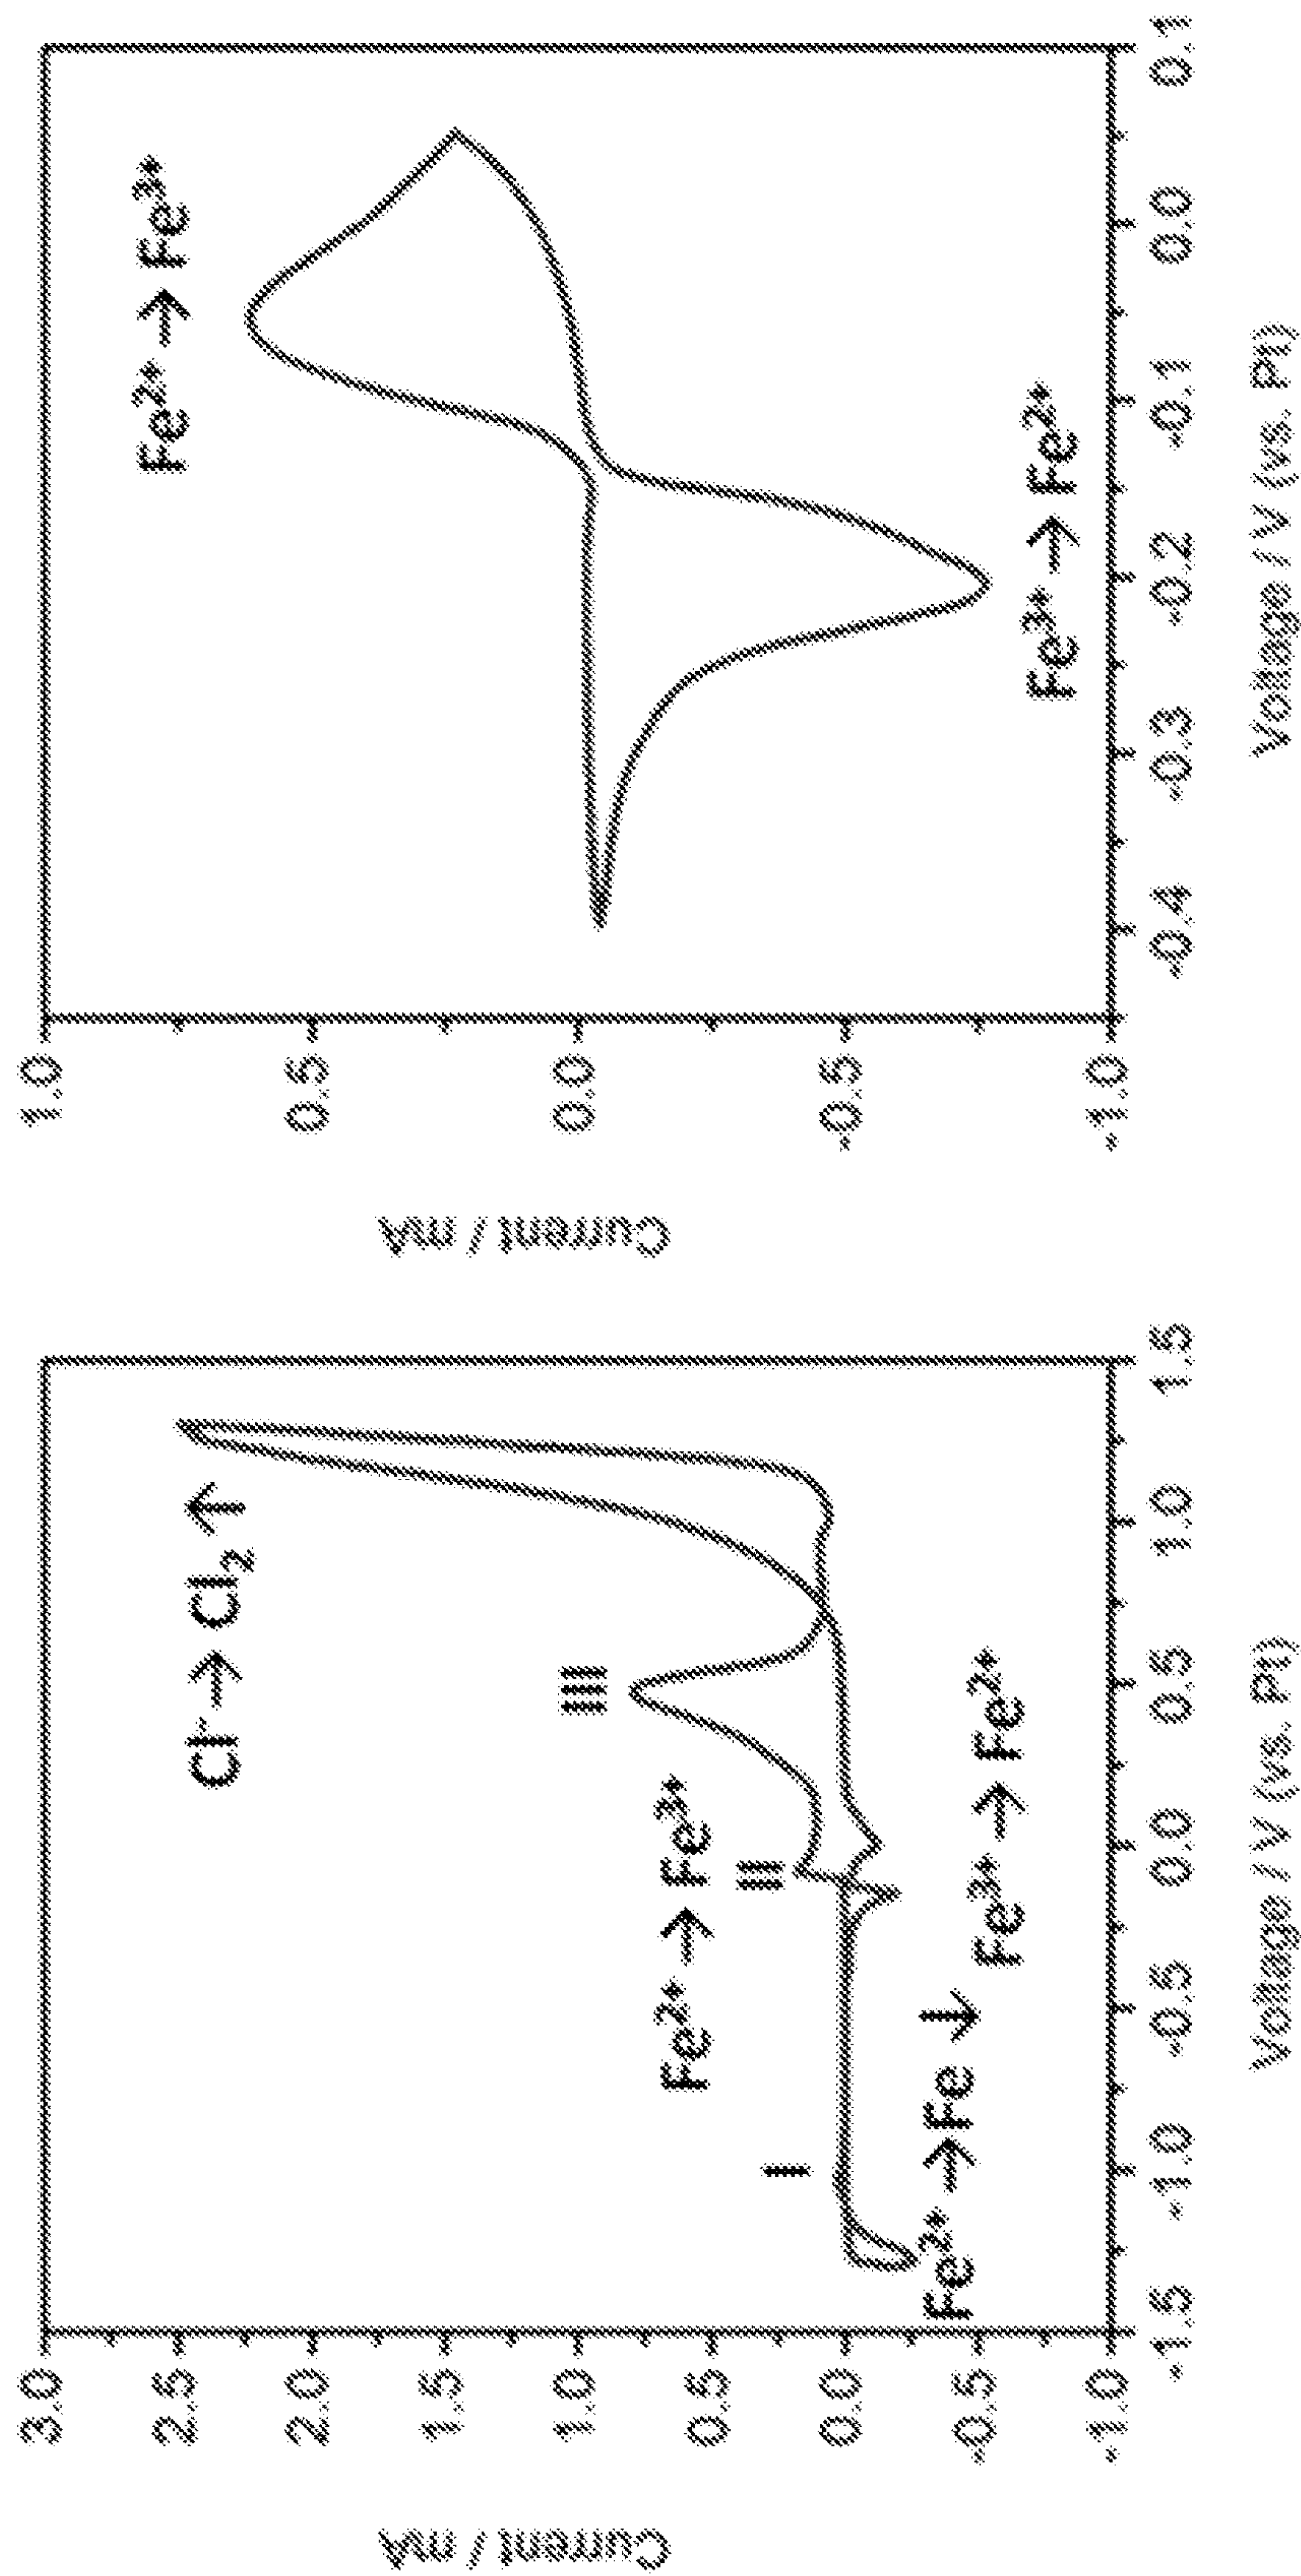 Current / mA
3.0
2.5
2.0
1.5
1.0
0.5
0.0
-0.5
-1.0
Cl⁻ → Cl₂ ↑
III
Fe²⁺ → Fe³⁺
II
I
Fe²⁺ → Fe ↓
Fe³⁺ → Fe²⁺
-1.5 -1.0 -0.5 0.0 0.5 1.0 1.5
Voltage / V (vs. Pt)
Current / mA
1.0
0.5
0.0
-0.5
-1.0
Fe²⁺ → Fe³⁺
Fe³⁺ → Fe²⁺
-0.4 -0.3 -0.2 -0.1 0.0 0.1
Voltage / V (vs. Pt)